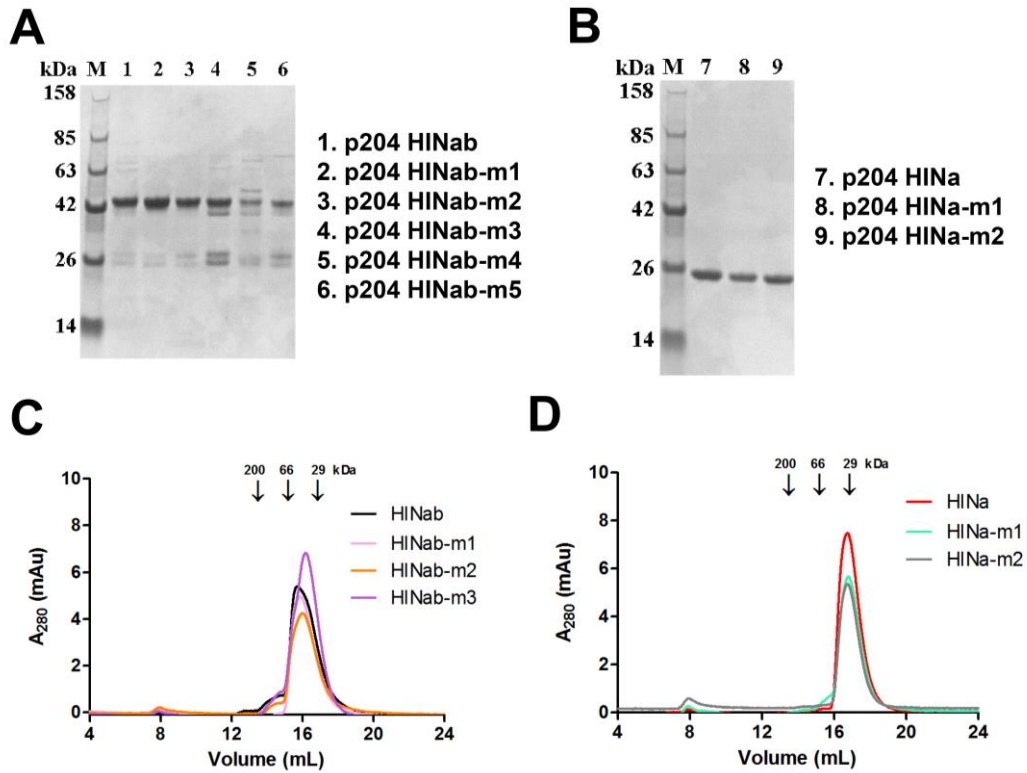 A
kDa M 1 2 3 4 5 6
158
85
63
42
26
14
1. p204 HINab
2. p204 HINab-m1
3. p204 HINab-m2
4. p204 HINab-m3
5. p204 HINab-m4
6. p204 HINab-m5
B
kDa M 7 8 9
158
85
63
42
26
14
7. p204 HINa
8. p204 HINa-m1
9. p204 HINa-m2
C
200 66 29 kDa
↓ ↓ ↓
10
8
6
4
2
0
A280 (mAu)
HINab
HINab-m1
HINab-m2
HINab-m3
4 8 12 16 20 24
Volume (mL)
D
200 66 29 kDa
↓ ↓ ↓
10
8
6
4
2
0
A280 (mAu)
HINa
HINa-m1
HINa-m2
4 8 12 16 20 24
Volume (mL)